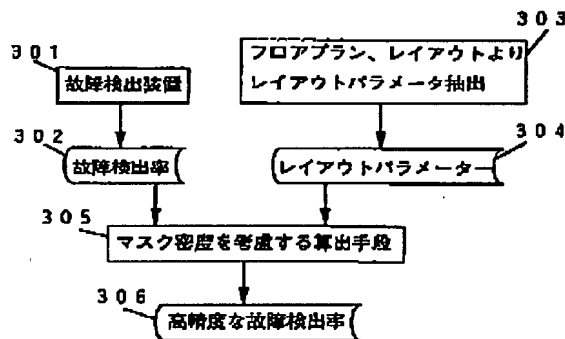 301
故障検出装置
303
フロアプラン、レイアウトより
レイアウトパラメータ抽出
302
故障検出率
304
レイアウトパラメーター
305
マスク密度を考慮する算出手段
306
高精度な故障検出率